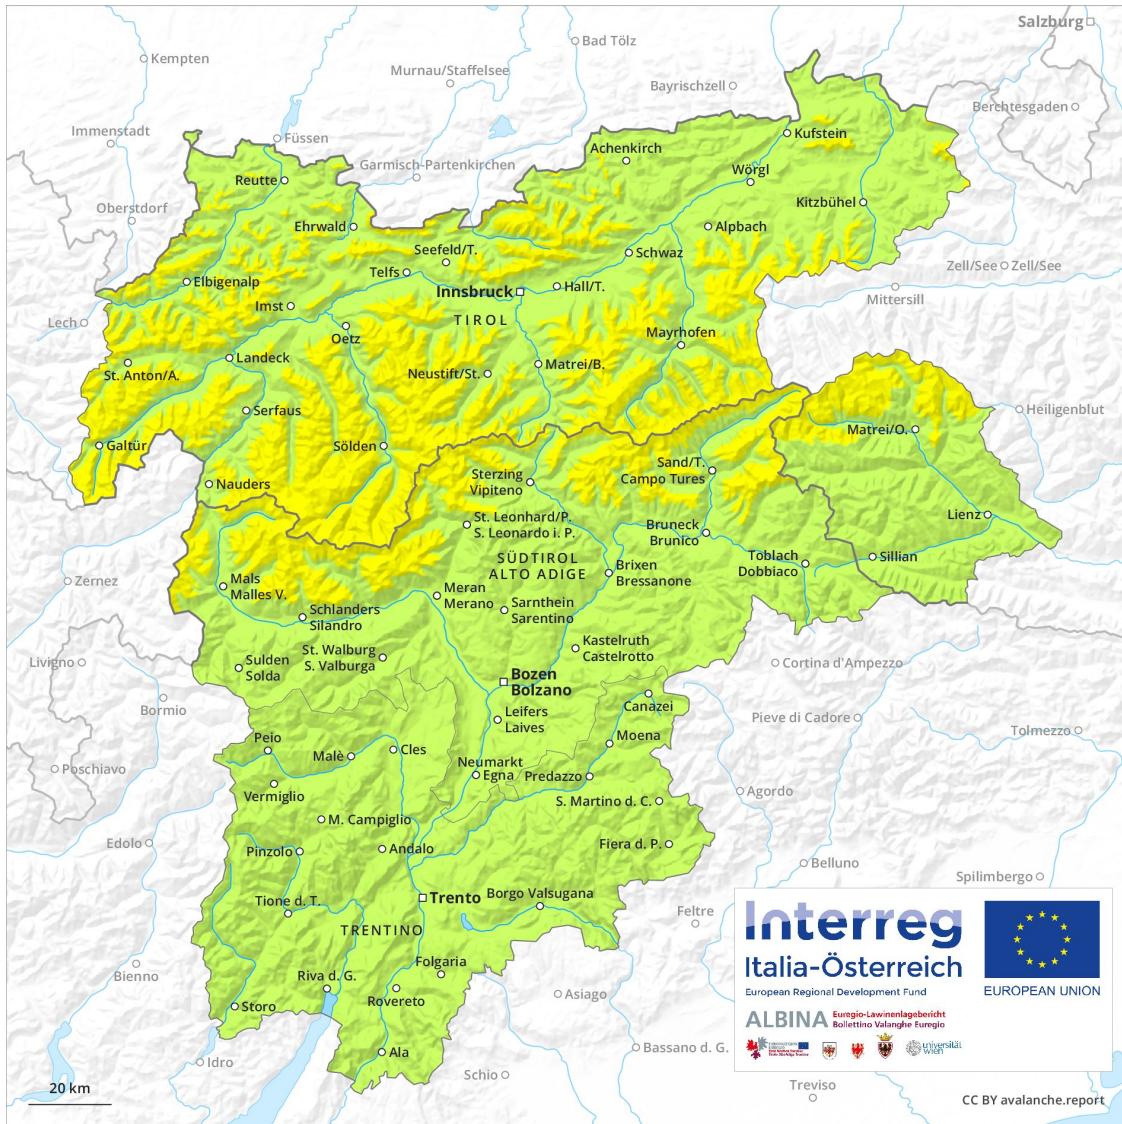 Salzburg
Bad Tölz
Kempten
Murnau/Staffelsee
Bayrischzell
Berchtesgaden
Immenstadt
Füssen
Kufstein
Achenkirch
Garmisch-Partenkirchen
Wörgl
Reutte
Oberstdorf
Kitzbühel
Ehrwald
Alpbach
Seefeld/T.
Schwaz
Telfs
Zell/See
Zell/See
Elbigenalp
Hall/T.
Innsbruck
Mittersill
Imst
TIROL
Lech
Mayrhofen
Oetz
Landeck
Matrei/B.
St. Anton/A.
Neustift/St.
Serfaus
Heiligenblut
Matrei/O.
Galtür
Sölden
Sand/T.
Campo Tures
Sterzing
Vipiteno
Nauders
St. Leonhard/P.
S. Leonardo i. P.
Lienz
Bruneck
Brunico
SÜDTIROL
ALTO ADIGE
Toblach
Dobbiaco
Sillian
Brixen
Bressanone
Zernez
Mals
Malles V.
Meran
Merano
Sarnthein
Sarentino
Schlanders
Silandro
Kastelruth
Castelrotto
St. Walburg
S. Valburga
Livigno
Sulden
Solda
Cortina d'Ampezzo
Bozen
Bolzano
Bormio
Canazei
Leifers
Laives
Pieve di Cadore
Tolmezzo
Moena
Peio
Cles
Malè
Neumarkt
Egna
Predazzo
Poschiavo
Vermiglio
Agordo
S. Martino d. C.
M. Campiglio
Edolo
Pinzolo
Andalo
Fiera d. P.
Belluno
Spilimbergo
Trento
Borgo Valsugana
Tione d. T.
Feltre
TRENTINO
Interreg
Italia-Österreich
European Regional Development Fund
EUROPEAN UNION
Folgaria
Bienno
Riva d. G.
Rovereto
Asiago
Storo
ALBINA
Euregio-Lawinenlagebericht
Bollettino Valanghe Euregio
universität
wien
Ala
Bassano d. G.
Idro
Schio
Treviso
20 km
CC BY avalanche.report